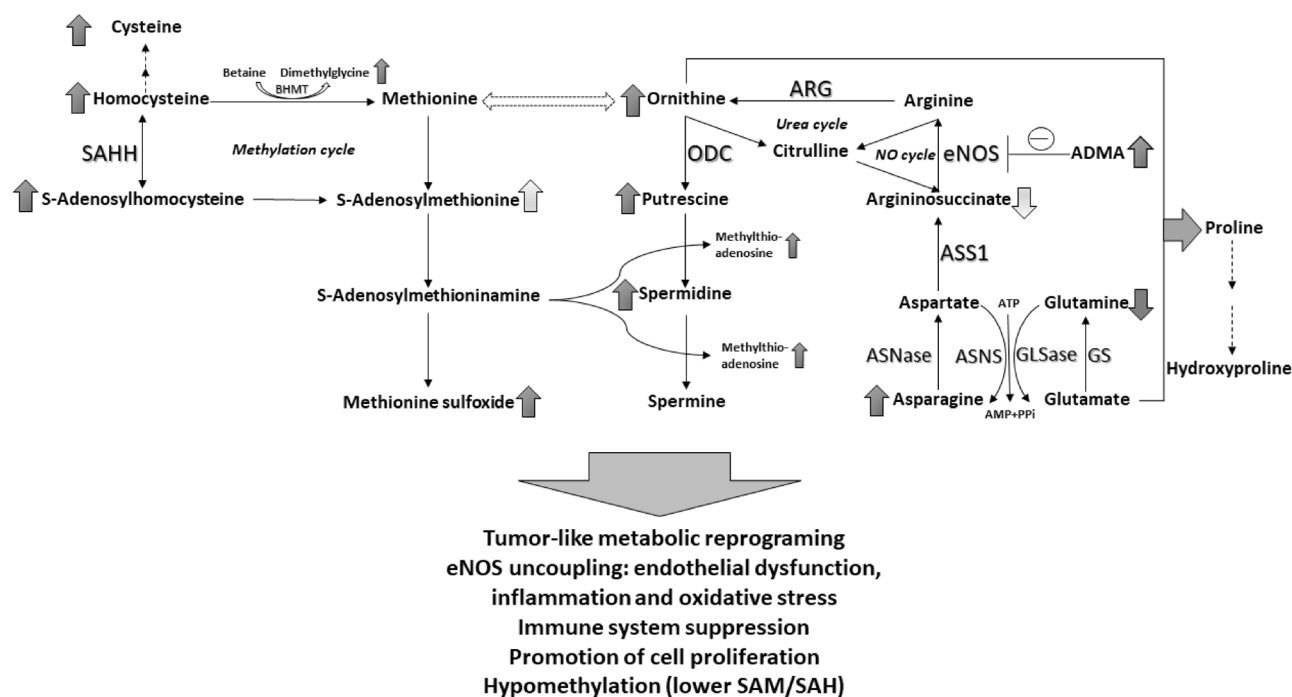 Cysteine
Betaine
Dimethylglycine
BHMT
Homocysteine
Methionine
Ornithine
ARG
Arginine
SAHH
Methylation cycle
ODC
Urea cycle
Citrulline
NO cycle
eNOS
ADMA
S-Adenosylhomocysteine
S-Adenosylmethionine
Putrescine
Argininosuccinate
Proline
Methylthio-
adenosine
ASS1
S-Adenosylmethioninamine
Spermidine
Aspartate
ATP
Glutamine
Methylthio-
adenosine
ASNase
ASNS
GLSase
GS
Hydroxyproline
Methionine sulfoxide
Spermine
Asparagine
AMP+PPi
Glutamate
Tumor-like metabolic reprograming
eNOS uncoupling: endothelial dysfunction,
inflammation and oxidative stress
Immune system suppression
Promotion of cell proliferation
Hypomethylation (lower SAM/SAH)